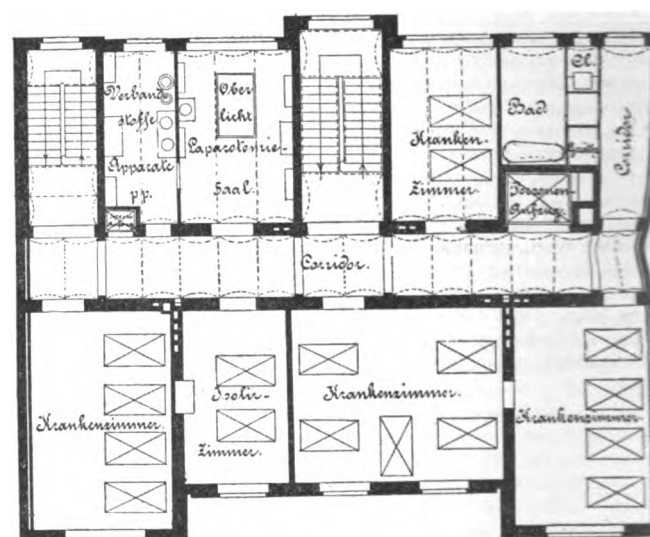 Verband-
stoffe
Apparate
pp.
Ober
licht
Laparotomie-
Saal.
Kranken
Zimmer.
Bad.
Cl.
Corridor
Personen-
Aufzug.
Corridor.
Krankenzimmer.
Isolir-
zimmer.
Krankenzimmer.
Krankenzimmer.